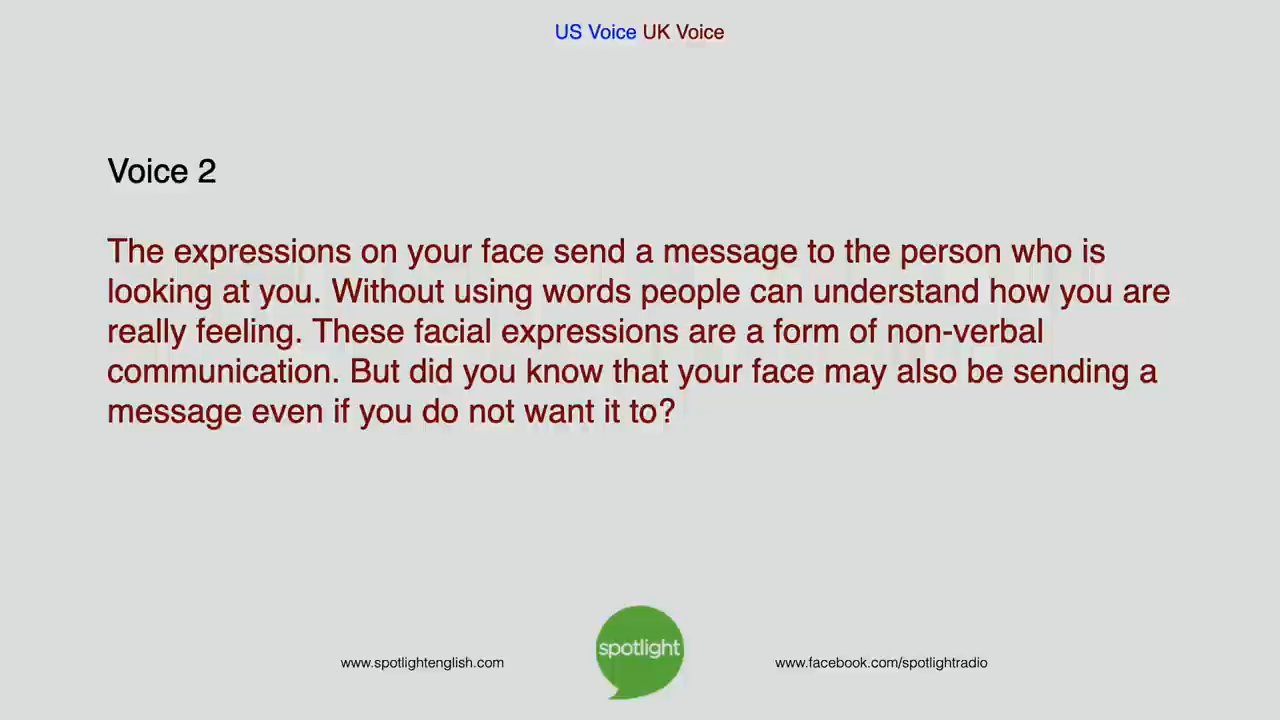 US Voice UK Voice
Voice 2
The expressions on your face send a message to the person who is
looking at you. Without using words people can understand how you are
really feeling. These facial expressions are a form of non-verbal
communication. But did you know that your face may also be sending a
message even if you do not want it to?
www.spotlightenglish.com
spotlight
www.facebook.com/spotlightradio